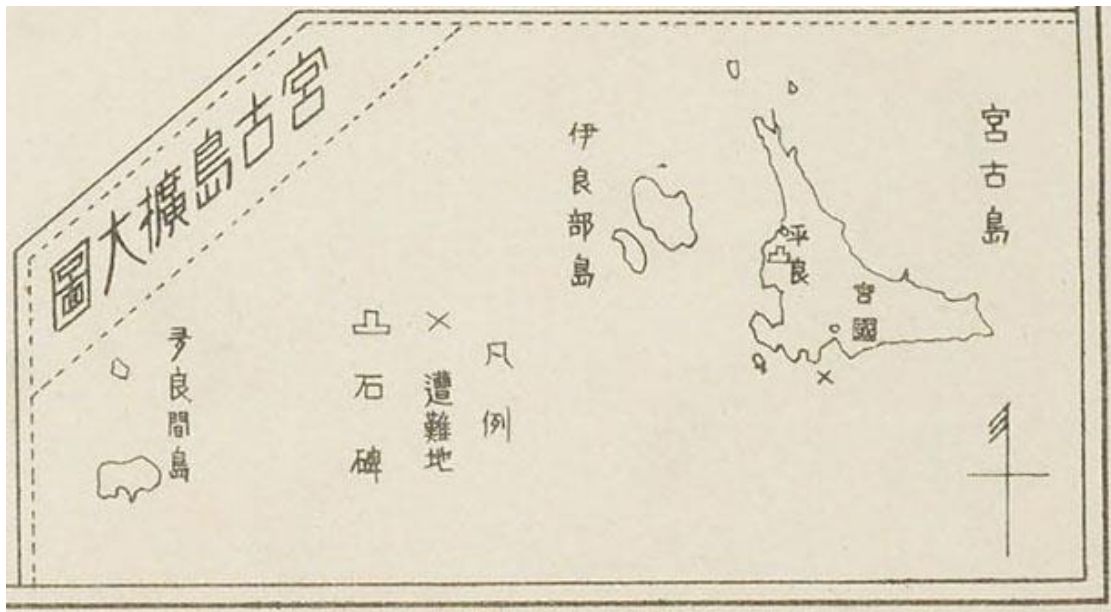 宮古島擴大圖
宮古島
平良
宮國
伊良部島
凡例
×遭難地
凸石碑
多良間島